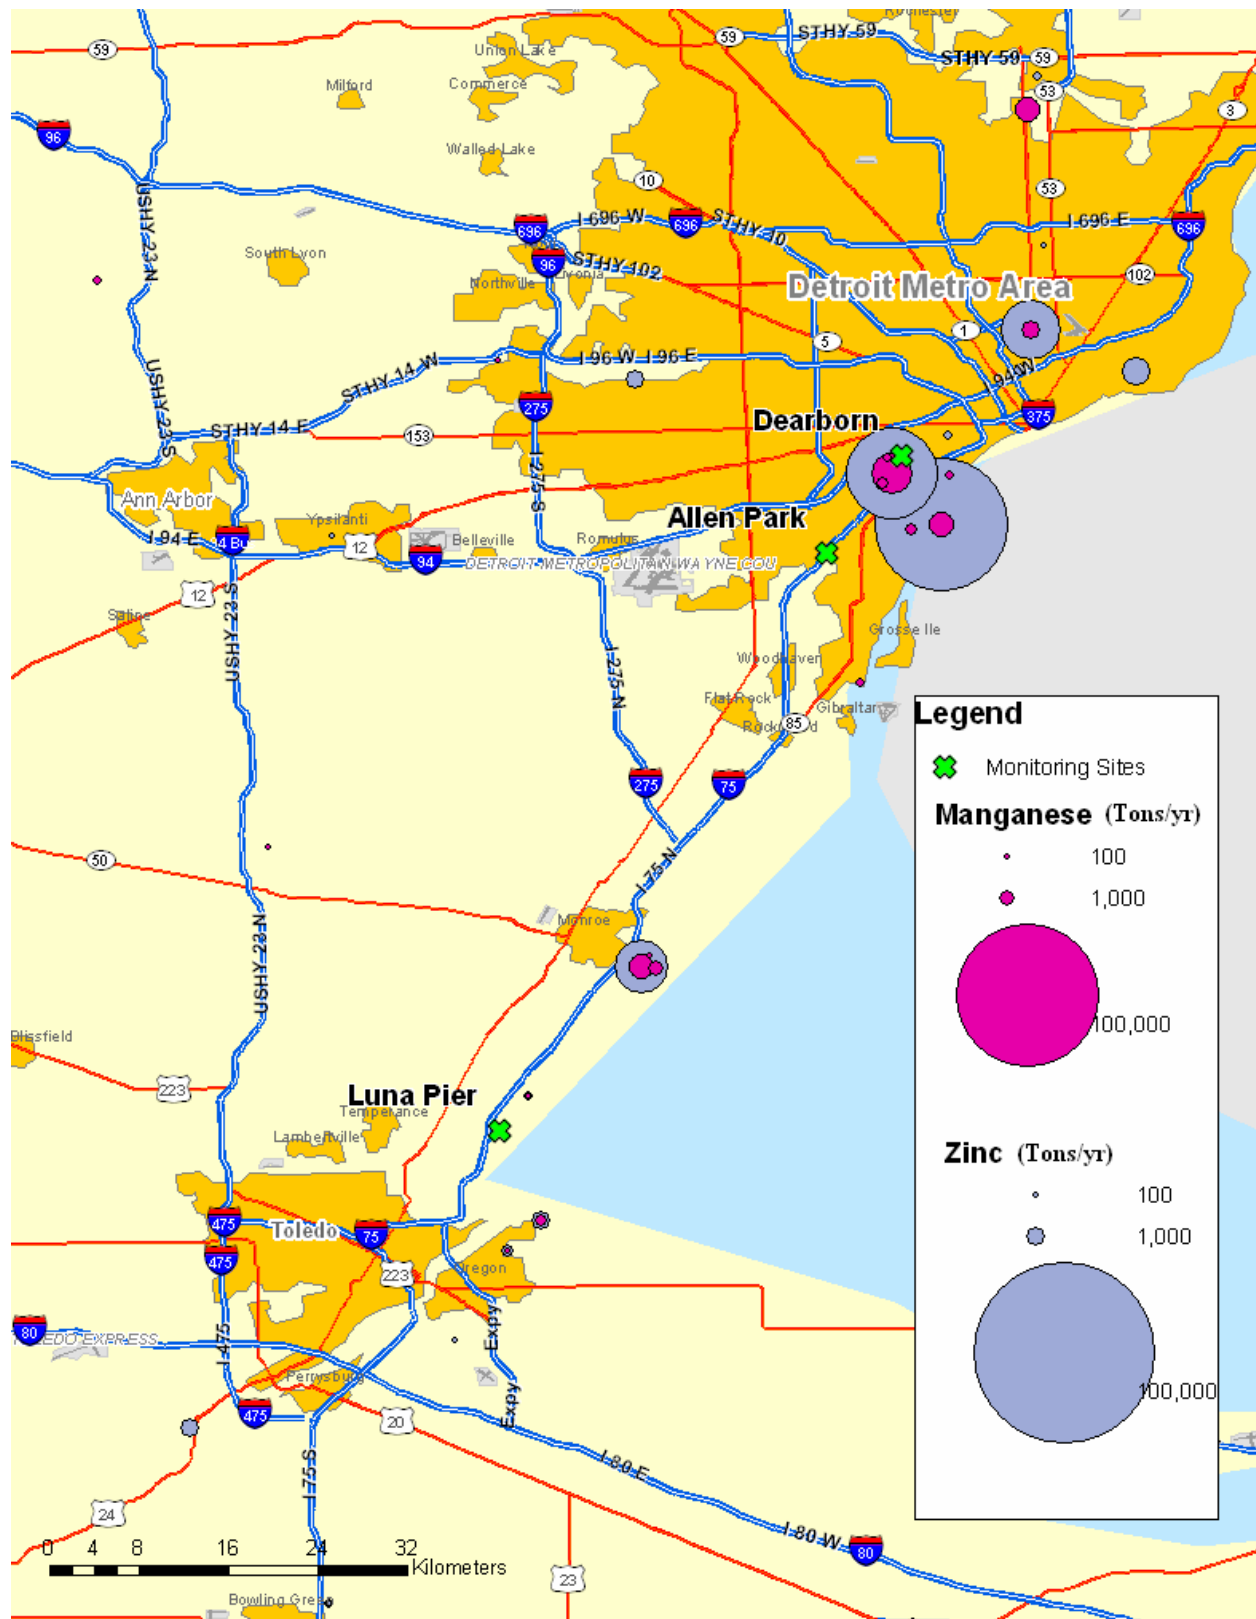 Rochester
59
STHY 59
59
Union Lake
STHY 59
59
Milford
Commerce
53
3
96
Walled Lake
10
53
USHY 23 N
I 696 W
696
STHY 10
I 696 E
696
696
South Lyon
96
STHY 102
Livonia
102
Northville
Detroit Metro Area
1
5
I 96 W
I 96 E
STHY 14 W
I 94 W
USHY 23 S
275
375
Dearborn
STHY 14 E
153
I 275 S
Ann Arbor
Allen Park
Ypsilanti
I 94 E
12
Belleville
Romulus
94
DETROIT METROPOLITAN WAYNE COU
12
USHY 23 S
Saline
Grosse Ile
I 275 N
Woodhaven
Flat Rock
Gibraltar
85
275
75
50
I 75 N
USHY 23 N
Monroe
Blissfield
223
Luna Pier
Temperance
Lambertville
475
Toledo
75
475
223
Oregon
80
I 475
Expy
Perrysburg
475
20
Expy
I 75 S
I 80 E
24
I 80 W
80
23
0 4 8 16 24 32
Kilometers
Bowling Gree
Legend
Monitoring Sites
Manganese (Tons/yr)
100
1,000
100,000
Zinc (Tons/yr)
100
1,000
100,000